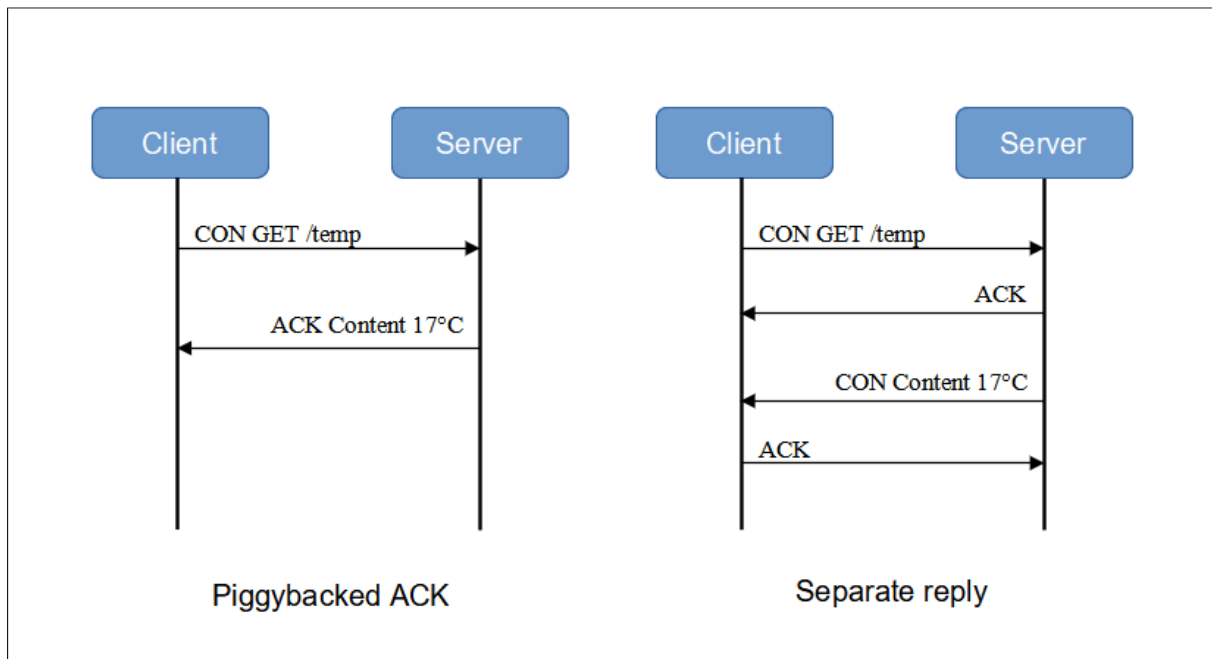 Client
Server
CON GET /temp
ACK Content 17°C
Piggybacked ACK
Client
Server
CON GET /temp
ACK
CON Content 17°C
ACK
Separate reply